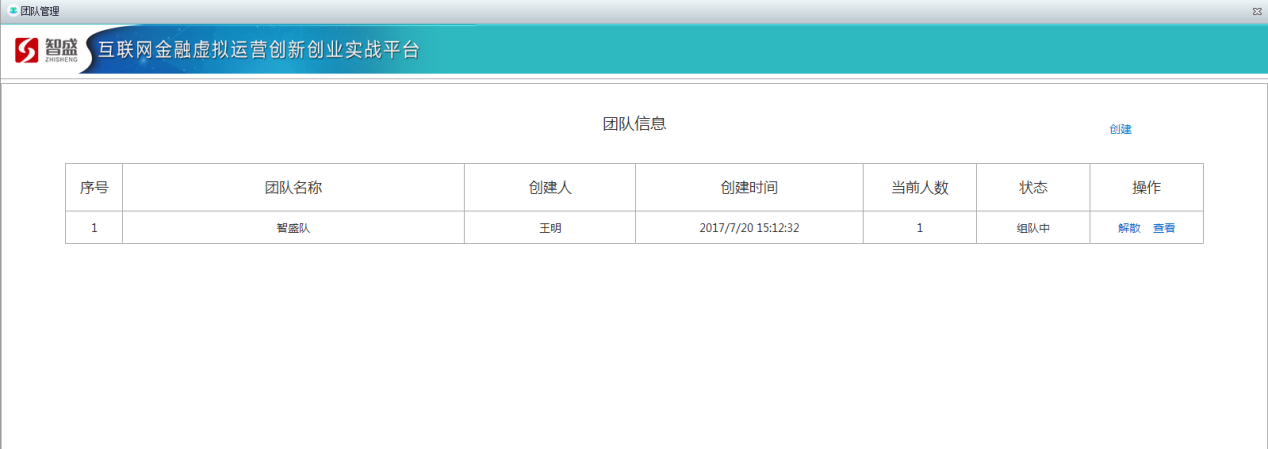 团队管理
智盛
ZHISHENG
互联网金融虚拟运营创新创业实战平台
团队信息
创建
序号 团队名称 创建人 创建时间 当前人数 状态 操作
1 智盛队 王明 2017/7/20 15:12:32 1 组队中 解散 查看